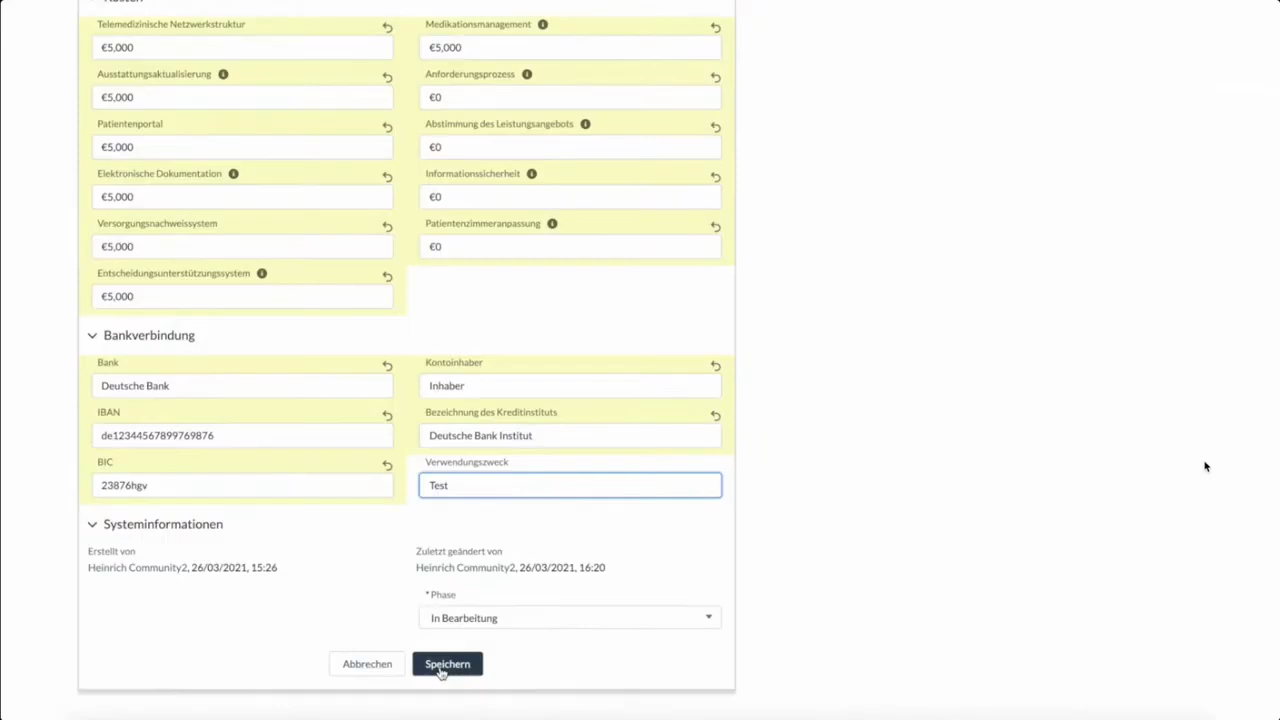 Telemedizinische Netzwerkstruktur
€5,000
Medikationsmanagement
€5,000
Ausstattungsaktualisierung
€5,000
Anforderungsprozess
€0
Patientenportal
€5,000
Abstimmung des Leistungsangebots
€0
Elektronische Dokumentation
€5,000
Informationssicherheit
€0
Versorgungsnachweissystem
€5,000
Patientenzimmeranpassung
€0
Entscheidungsunterstützungssystem
€5,000
Bankverbindung
Bank
Deutsche Bank
Kontoinhaber
Inhaber
IBAN
de12344567899769876
Bezeichnung des Kreditinstituts
Deutsche Bank Institut
BIC
23876hgv
Verwendungszweck
Test
Systeminformationen
Erstellt von
Heinrich Community2, 26/03/2021, 15:26
Zuletzt geändert von
Heinrich Community2, 26/03/2021, 16:20
*Phase
In Bearbeitung
Abbrechen
Speichern